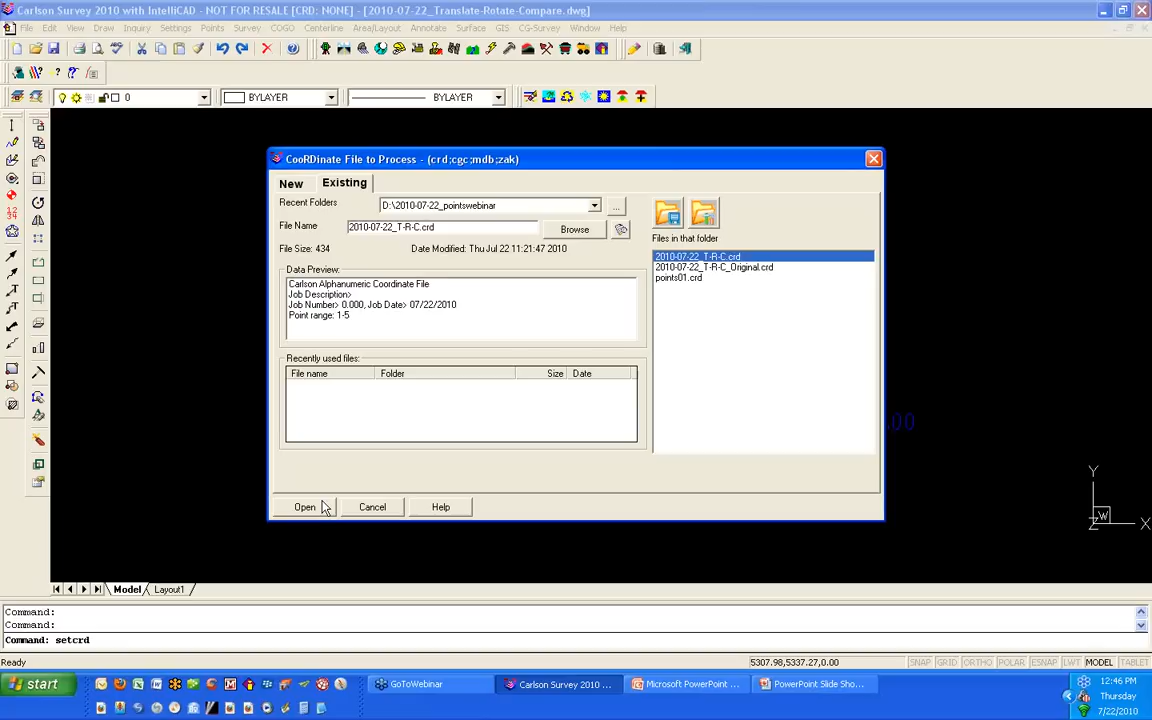 Carlson Survey 2010 with IntelliCAD - NOT FOR RESALE [CRD: NONE] - [2010-07-22_Translate-Rotate-Compare.dwg]
File Edit View Draw Inquiry Settings Points Survey COGO Centerline Area/Layout Annotate Surface GIS CG-Survey Window Help
0 BYLAYER BYLAYER
CooRDinate File to Process - (crd;cgc;mdb;zak)
New Existing
Recent Folders D:\2010-07-22_pointswebinar ...
File Name 2010-07-22_T-R-C.crd Browse
Files in that folder
File Size: 434 Date Modified: Thu Jul 22 11:21:47 2010
2010-07-22_T-R-C.crd
2010-07-22_T-R-C_Original.crd
points01.crd
Data Preview:
Carlson Alphanumeric Coordinate File
Job Description>
Job Number> 0.000, Job Date> 07/22/2010
Point range: 1-5
Recently used files:
File name Folder Size Date
.00
Open Cancel Help
Y
W
Z X
Model Layout1
Command:
Command:
Command: setcrd
Ready 5307.98,5337.27,0.00 SNAP GRID ORTHO POLAR ESNAP LWT MODEL TABLET
start GoToWebinar Carlson Survey 2010 ... Microsoft PowerPoint ... PowerPoint Slide Sho...
12:46 PM
Thursday
7/22/2010